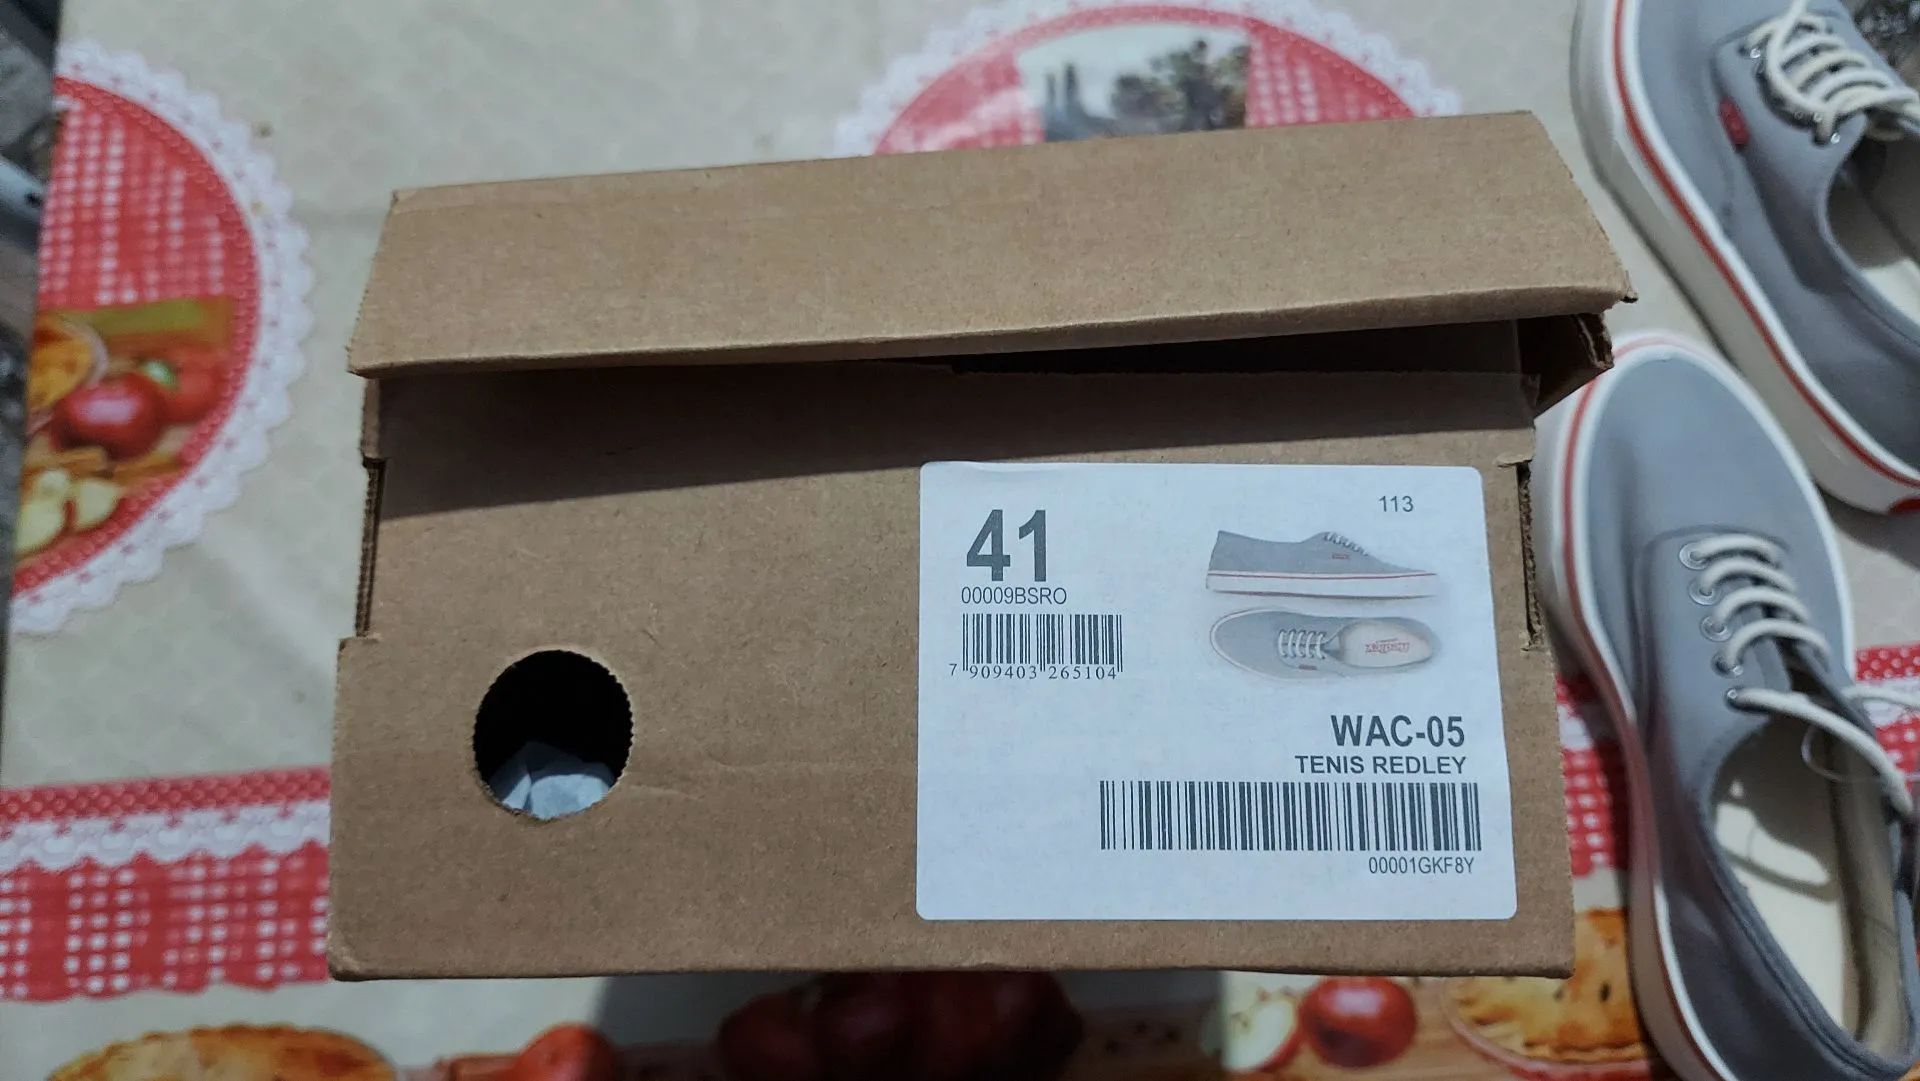 41
113
00009BSRO
7 909403 265104
WAC-05
TENIS REDLEY
00001GKF8Y